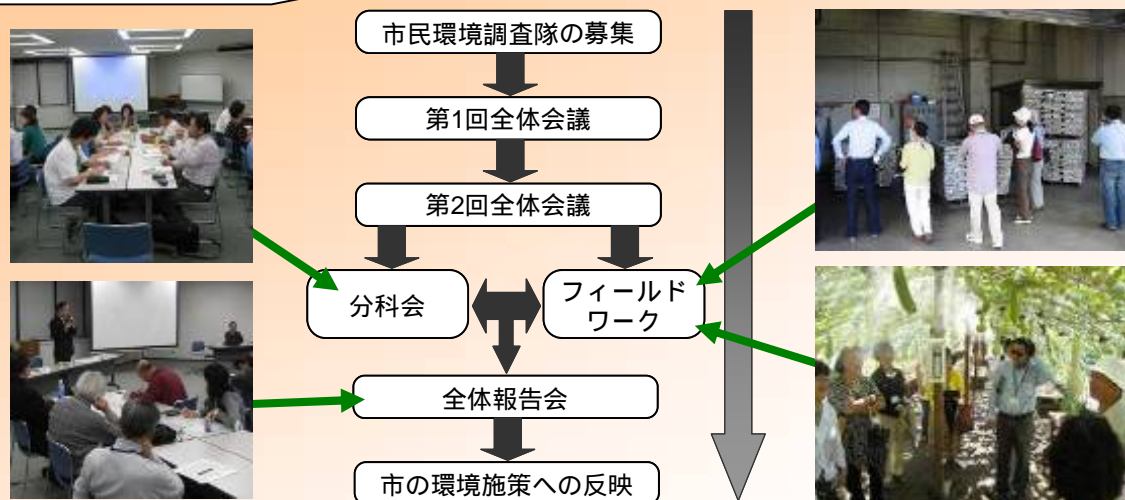 市民環境調査隊の募集
第1回全体会議
第2回全体会議
分科会
フィールド
ワーク
全体報告会
市の環境施策への反映